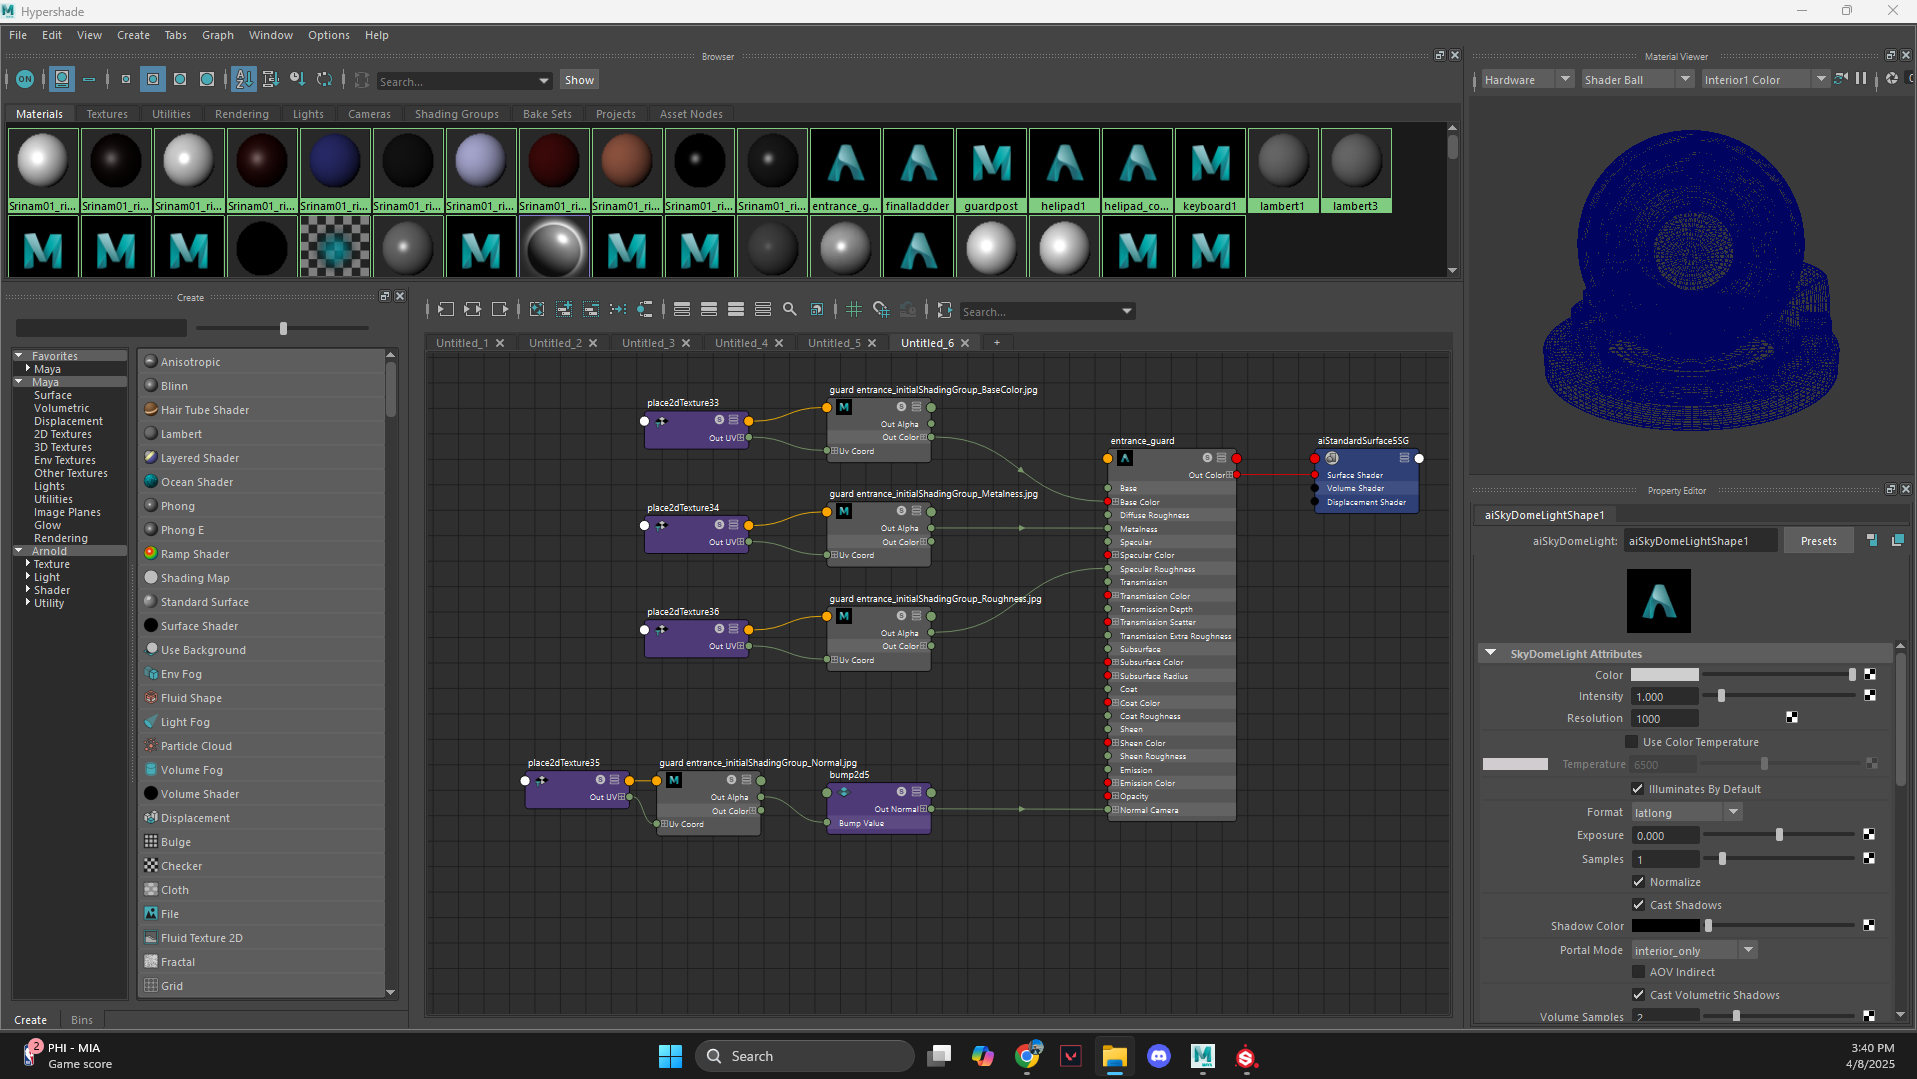 Hypershade
File Edit View Create Tabs Graph Window Options Help
Browser
ON
Search...
Show
Materials Textures Utilities Rendering Lights Cameras Shading Groups Bake Sets Projects Asset Nodes
Srinam01_ri... Srinam01_ri... Srinam01_ri... Srinam01_ri... Srinam01_ri... Srinam01_ri... Srinam01_ri... Srinam01_ri... Srinam01_ri... Srinam01_ri... Srinam01_ri... entrance_g... finalladdder guardpost helipad1 helipad_co... keyboard1 lambert1 lambert3
Material Viewer
Hardware Shader Ball Interior1 Color
Create
Favorites
Maya
Maya
Surface
Volumetric
Displacement
2D Textures
3D Textures
Env Textures
Other Textures
Lights
Utilities
Image Planes
Glow
Rendering
Arnold
Texture
Light
Shader
Utility
Anisotropic
Blinn
Hair Tube Shader
Lambert
Layered Shader
Ocean Shader
Phong
Phong E
Ramp Shader
Shading Map
Standard Surface
Surface Shader
Use Background
Env Fog
Fluid Shape
Light Fog
Particle Cloud
Volume Fog
Volume Shader
Displacement
Bulge
Checker
Cloth
File
Fluid Texture 2D
Fractal
Grid
Create Bins
Search...
Untitled_1 Untitled_2 Untitled_3 Untitled_4 Untitled_5 Untitled_6 +
place2dTexture33
Out UV
guard entrance_initialShadingGroup_BaseColor.jpg
Out Alpha
Out Color
Uv Coord
place2dTexture34
Out UV
guard entrance_initialShadingGroup_Metalness.jpg
Out Alpha
Out Color
Uv Coord
place2dTexture36
Out UV
guard entrance_initialShadingGroup_Roughness.jpg
Out Alpha
Out Color
Uv Coord
place2dTexture35
Out UV
guard entrance_initialShadingGroup_Normal.jpg
Out Alpha
Out Color
Uv Coord
bump2d5
Out Normal
Bump Value
entrance_guard
Out Color
Base
Base Color
Diffuse Roughness
Metalness
Specular
Specular Color
Specular Roughness
Transmission
Transmission Color
Transmission Depth
Transmission Scatter
Transmission Extra Roughness
Subsurface
Subsurface Color
Subsurface Radius
Coat
Coat Color
Coat Roughness
Sheen
Sheen Color
Sheen Roughness
Emission
Emission Color
Opacity
Normal Camera
aiStandardSurface5SG
Surface Shader
Volume Shader
Displacement Shader
Property Editor
aiSkyDomeLightShape1
aiSkyDomeLight: aiSkyDomeLightShape1 Presets
SkyDomeLight Attributes
Color
Intensity 1.000
Resolution 1000
Use Color Temperature
Temperature 6500
Illuminates By Default
Format latlong
Exposure 0.000
Samples 1
Normalize
Cast Shadows
Shadow Color
Portal Mode interior_only
AOV Indirect
Cast Volumetric Shadows
Volume Samples 2
2
PHI - MIA
Game score
Search
3:40 PM
4/8/2025